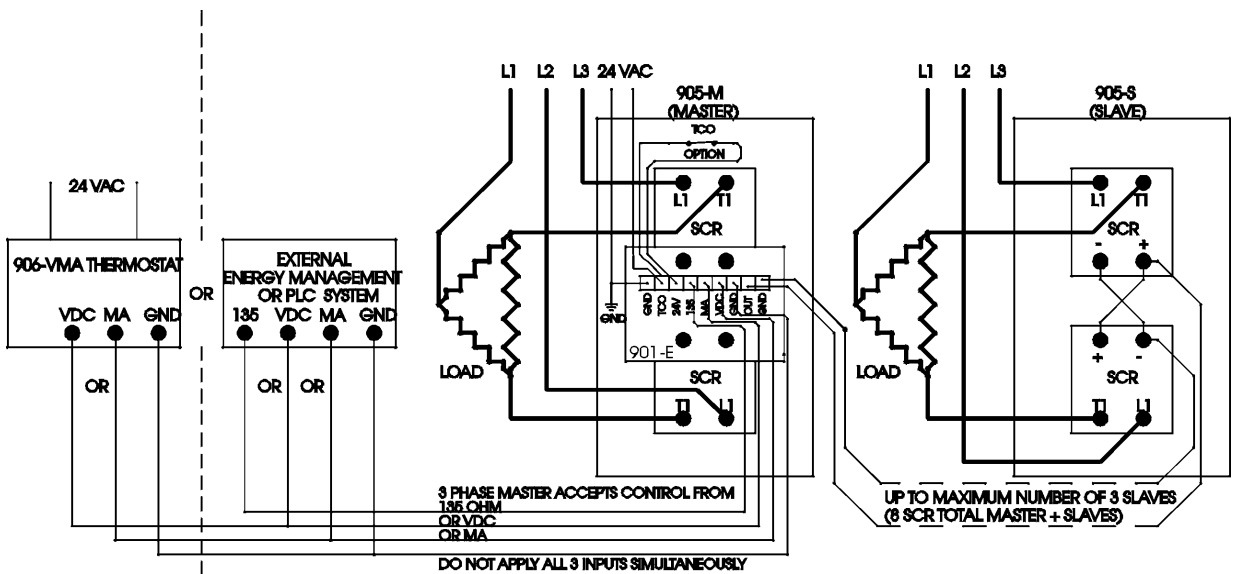 L1 L2 L3 24 VAC
905-M
(MASTER)
TCO
OPTION
L1 T1
SCR
GND TCO 24V 135 MA VDC GND OUT GND
GND
901-E
SCR
T1 L1
LOAD
L1 L2 L3
905-S
(SLAVE)
L1 T1
SCR
- +
+ -
SCR
T1 L1
LOAD
24 VAC
906-VMA THERMOSTAT
VDC MA GND
OR
OR
EXTERNAL
ENERGY MANAGEMENT
OR PLC SYSTEM
135 VDC MA GND
OR OR
3 PHASE MASTER ACCEPTS CONTROL FROM
135 OHM
OR VDC
OR MA
DO NOT APPLY ALL 3 INPUTS SIMULTANEOUSLY
UP TO MAXIMUM NUMBER OF 3 SLAVES
(8 SCR TOTAL MASTER + SLAVES)